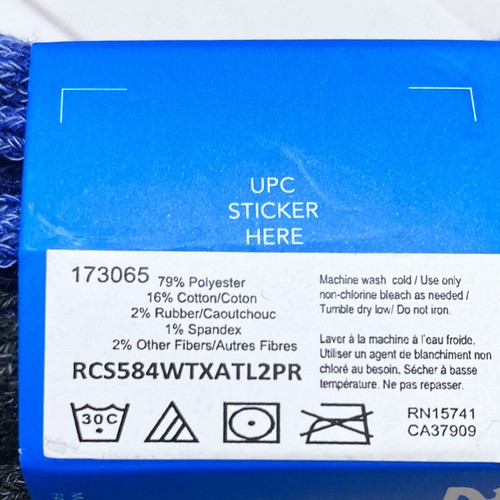 UPC
STICKER
HERE
173065 79% Polyester
16% Cotton/Coton
2% Rubber/Caoutchouc
1% Spandex
2% Other Fibers/Autres Fibres
RCS584WTXATL2PR
Machine wash cold / Use only
non-chlorine bleach as needed /
Tumble dry low/ Do not iron.
Laver à la machine à l'eau froide.
Utiliser un agent de blanchiment non
chloré au besoin. Sécher à basse
température. Ne pas repasser.
30C
RN15741
CA37909